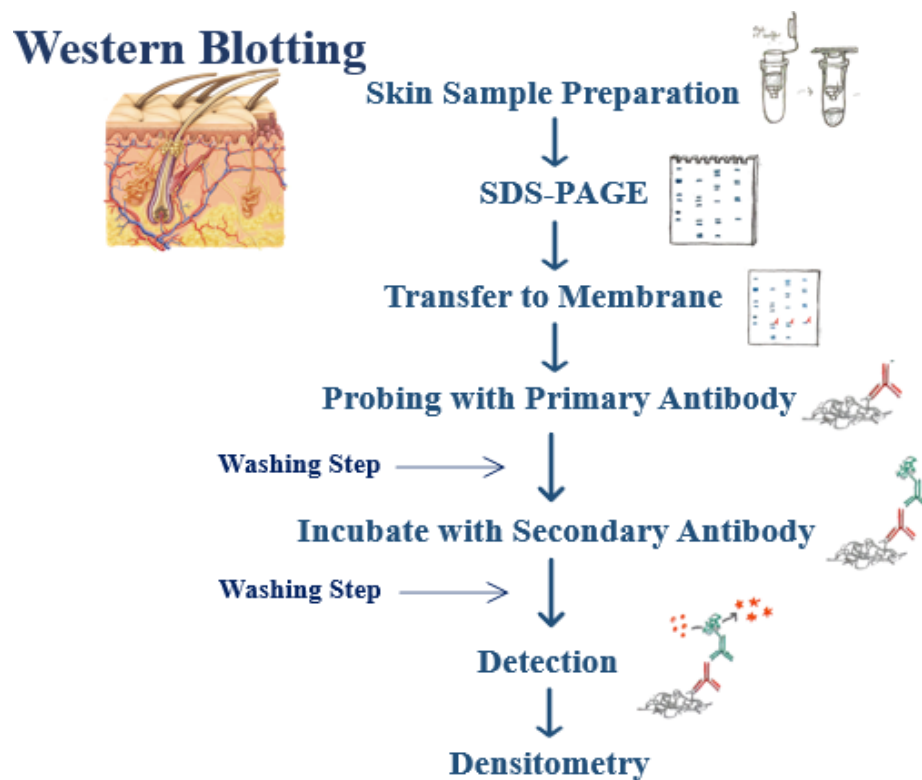 Western Blotting
Skin Sample Preparation
SDS-PAGE
Transfer to Membrane
Probing with Primary Antibody
Washing Step
Incubate with Secondary Antibody
Washing Step
Detection
Densitometry